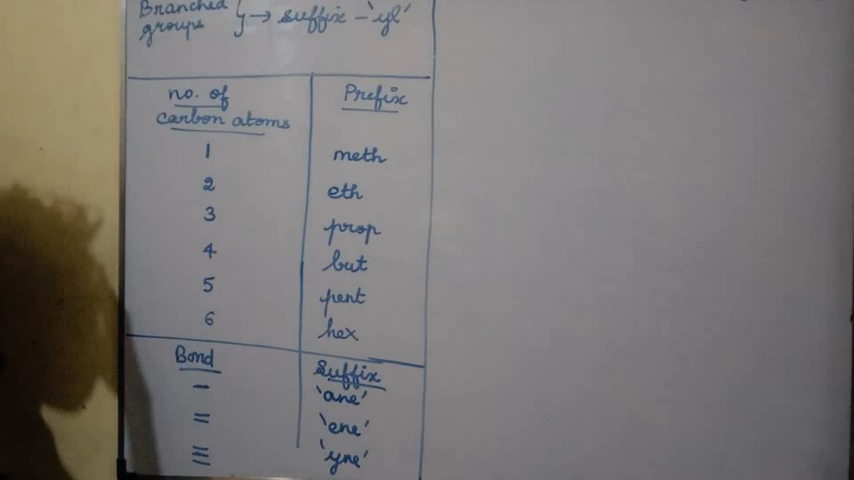 Branched
groups } → suffix - 'yl'
no. of Prefix
carbon atoms
1 meth
2 eth
3 prop
4 but
5 pent
6 hex
Bond Suffix
- 'ane'
= 'ene'
≡ 'yne'